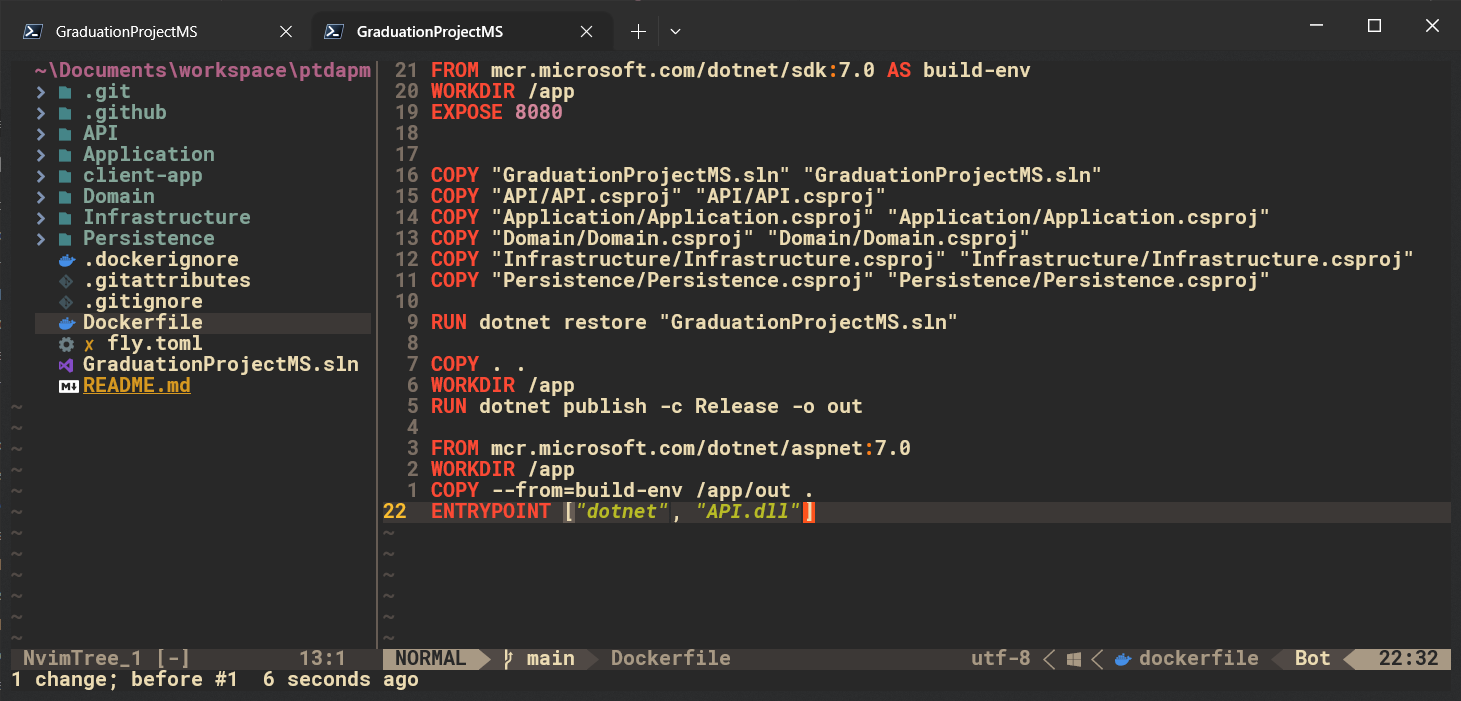 GraduationProjectMS
GraduationProjectMS
~\Documents\workspace\ptdapm
.git
.github
API
Application
client-app
Domain
Infrastructure
Persistence
.dockerignore
.gitattributes
.gitignore
Dockerfile
✗ fly.toml
GraduationProjectMS.sln
README.md
~
~
~
~
~
~
~
~
~
~
~
~
21 FROM mcr.microsoft.com/dotnet/sdk:7.0 AS build-env
20 WORKDIR /app
19 EXPOSE 8080
18
17
16 COPY "GraduationProjectMS.sln" "GraduationProjectMS.sln"
15 COPY "API/API.csproj" "API/API.csproj"
14 COPY "Application/Application.csproj" "Application/Application.csproj"
13 COPY "Domain/Domain.csproj" "Domain/Domain.csproj"
12 COPY "Infrastructure/Infrastructure.csproj" "Infrastructure/Infrastructure.csproj"
11 COPY "Persistence/Persistence.csproj" "Persistence/Persistence.csproj"
10
9 RUN dotnet restore "GraduationProjectMS.sln"
8
7 COPY . .
6 WORKDIR /app
5 RUN dotnet publish -c Release -o out
4
3 FROM mcr.microsoft.com/dotnet/aspnet:7.0
2 WORKDIR /app
1 COPY --from=build-env /app/out .
22 ENTRYPOINT ["dotnet", "API.dll"]
~
~
~
~
~
~
NvimTree_1 [-] 13:1
NORMAL main Dockerfile utf-8 dockerfile Bot 22:32
1 change; before #1 6 seconds ago